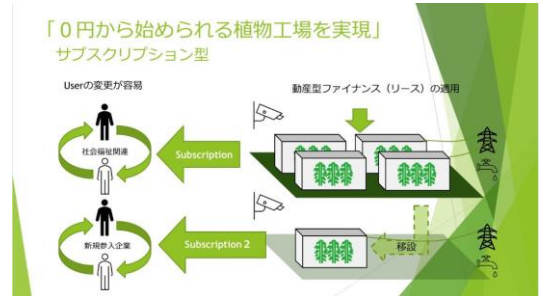 「０円から始められる植物工場を実現」
サブスクリプション型
Userの変更が容易
動産型ファイナンス（リース）の適用
社会福祉関連
Subscription
新規参入企業
Subscription 2
移設